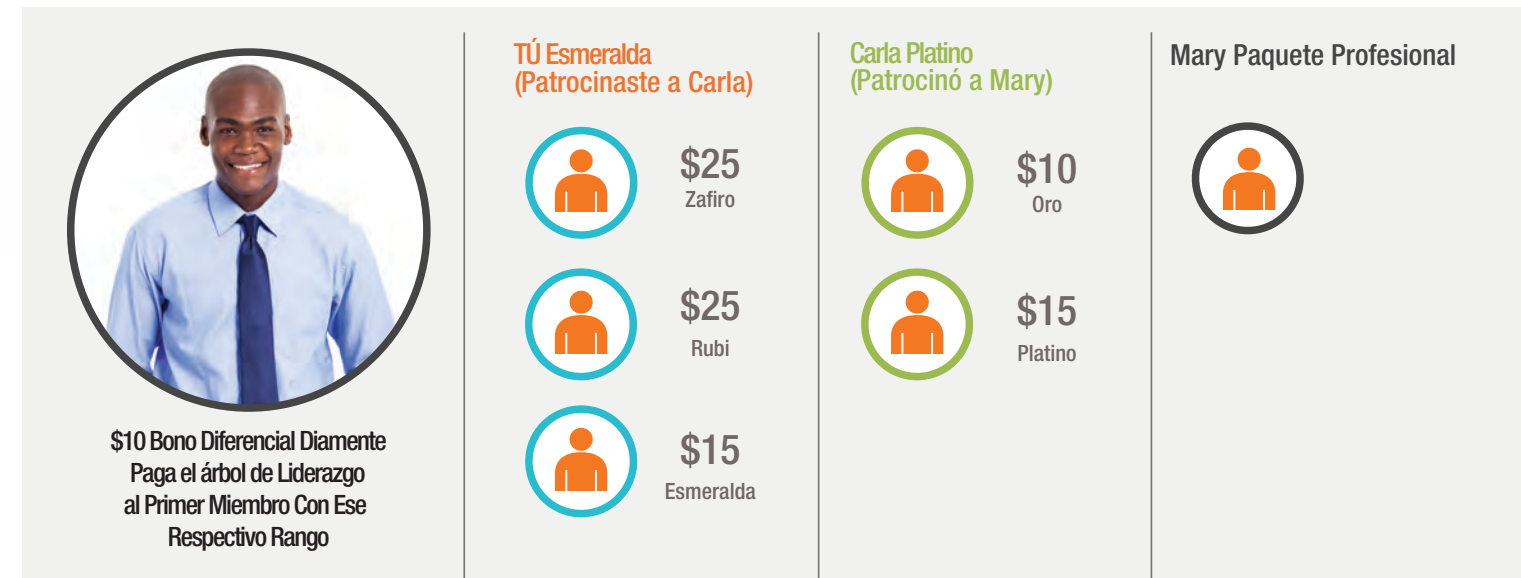 $10 Bono Diferencial Diamente
Paga el árbol de Liderazgo
al Primer Miembro Con Ese
Respectivo Rango
TÚ Esmeralda
(Patrocinaste a Carla)
$25
Zafiro
$25
Rubi
$15
Esmeralda
Carla Platino
(Patrocinó a Mary)
$10
Oro
$15
Platino
Mary Paquete Profesional